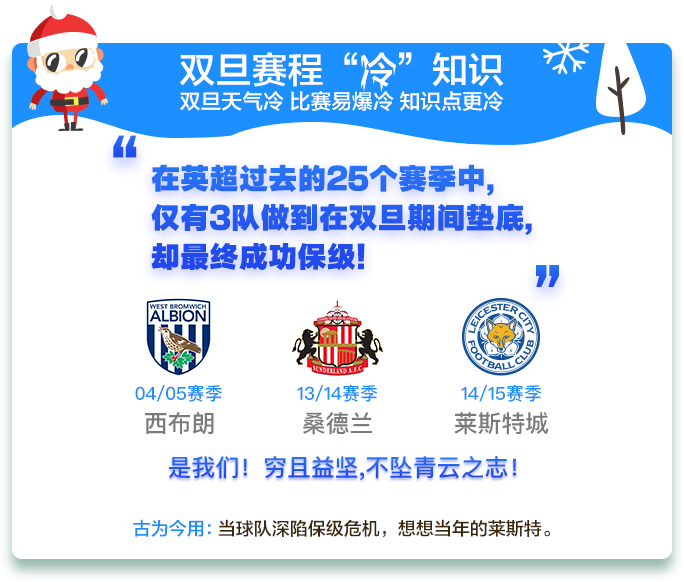 双旦赛程“冷”知识
双旦天气冷 比赛易爆冷 知识点更冷
“在英超过去的25个赛季中,
仅有3队做到在双旦期间垫底,
却最终成功保级!”
WEST BROMWICH
ALBION
SUNDERLAND A.F.C
LEICESTER CITY
FOOTBALL CLUB
04/05赛季
13/14赛季
14/15赛季
西布朗
桑德兰
莱斯特城
是我们！穷且益坚,不坠青云之志！
古为今用：当球队深陷保级危机，想想当年的莱斯特。